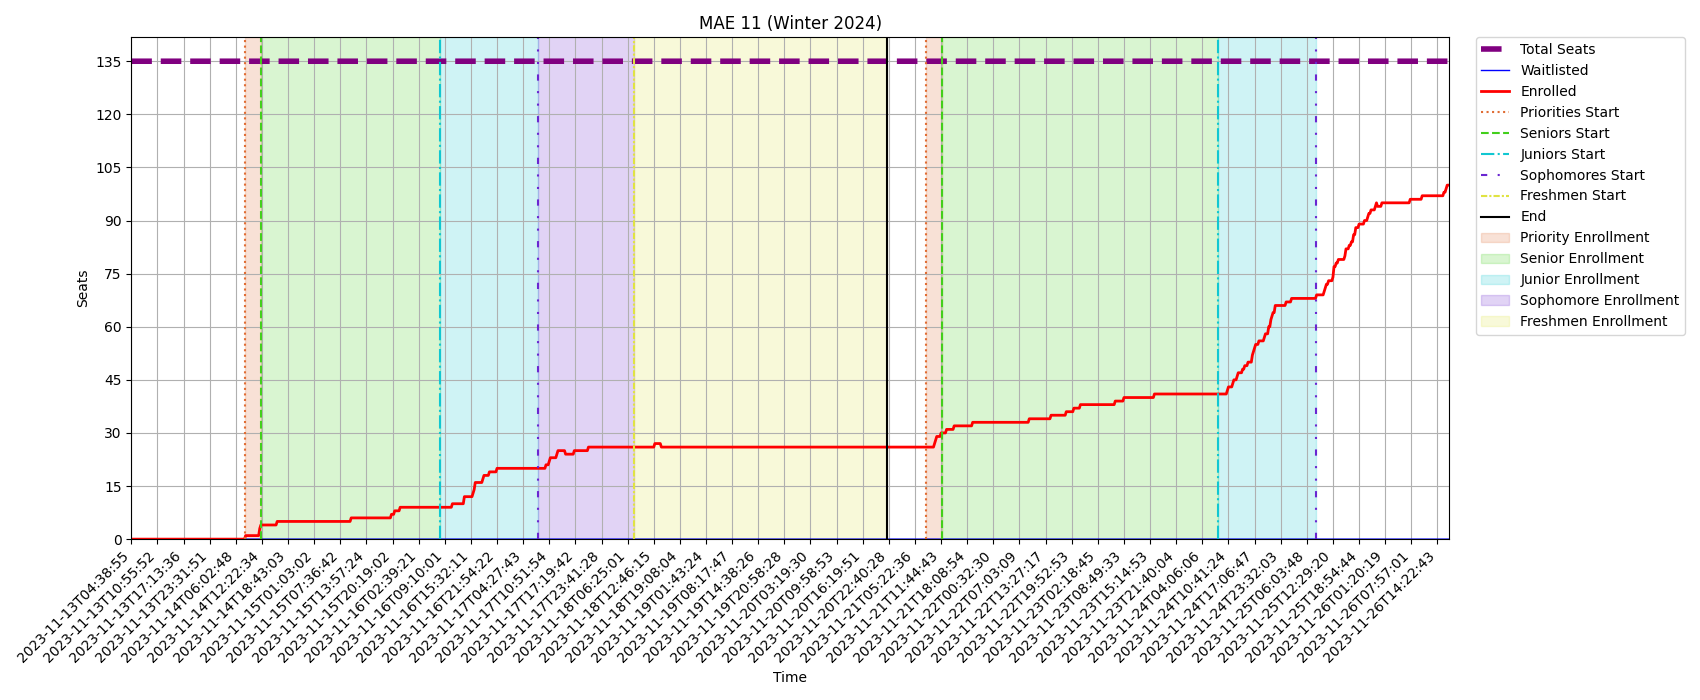 MAE 11 (Winter 2024)
Seats
135
120
105
90
75
60
45
30
15
0
2023-11-13T04:38:55
2023-11-13T10:55:52
2023-11-13T17:13:36
2023-11-13T23:31:51
2023-11-14T06:02:48
2023-11-14T12:22:34
2023-11-14T18:43:03
2023-11-15T01:03:02
2023-11-15T07:36:42
2023-11-15T13:57:24
2023-11-15T20:19:02
2023-11-16T02:39:21
2023-11-16T09:10:01
2023-11-16T15:32:11
2023-11-16T21:54:22
2023-11-17T04:27:43
2023-11-17T10:51:54
2023-11-17T17:19:42
2023-11-17T23:41:28
2023-11-18T06:25:01
2023-11-18T12:46:15
2023-11-18T19:08:04
2023-11-19T01:43:24
2023-11-19T08:17:47
2023-11-19T14:38:26
2023-11-19T20:58:28
2023-11-20T03:19:30
2023-11-20T09:58:53
2023-11-20T16:19:51
2023-11-20T22:40:28
2023-11-21T05:22:36
2023-11-21T11:44:43
2023-11-21T18:08:54
2023-11-22T00:32:30
2023-11-22T07:03:09
2023-11-22T13:27:17
2023-11-22T19:52:53
2023-11-23T02:18:45
2023-11-23T08:49:33
2023-11-23T15:14:53
2023-11-23T21:40:04
2023-11-24T04:06:06
2023-11-24T10:41:24
2023-11-24T17:06:47
2023-11-24T23:32:03
2023-11-25T06:03:48
2023-11-25T12:29:20
2023-11-25T18:54:44
2023-11-26T01:20:19
2023-11-26T07:57:01
2023-11-26T14:22:43
Time
Total Seats
Waitlisted
Enrolled
Priorities Start
Seniors Start
Juniors Start
Sophomores Start
Freshmen Start
End
Priority Enrollment
Senior Enrollment
Junior Enrollment
Sophomore Enrollment
Freshmen Enrollment